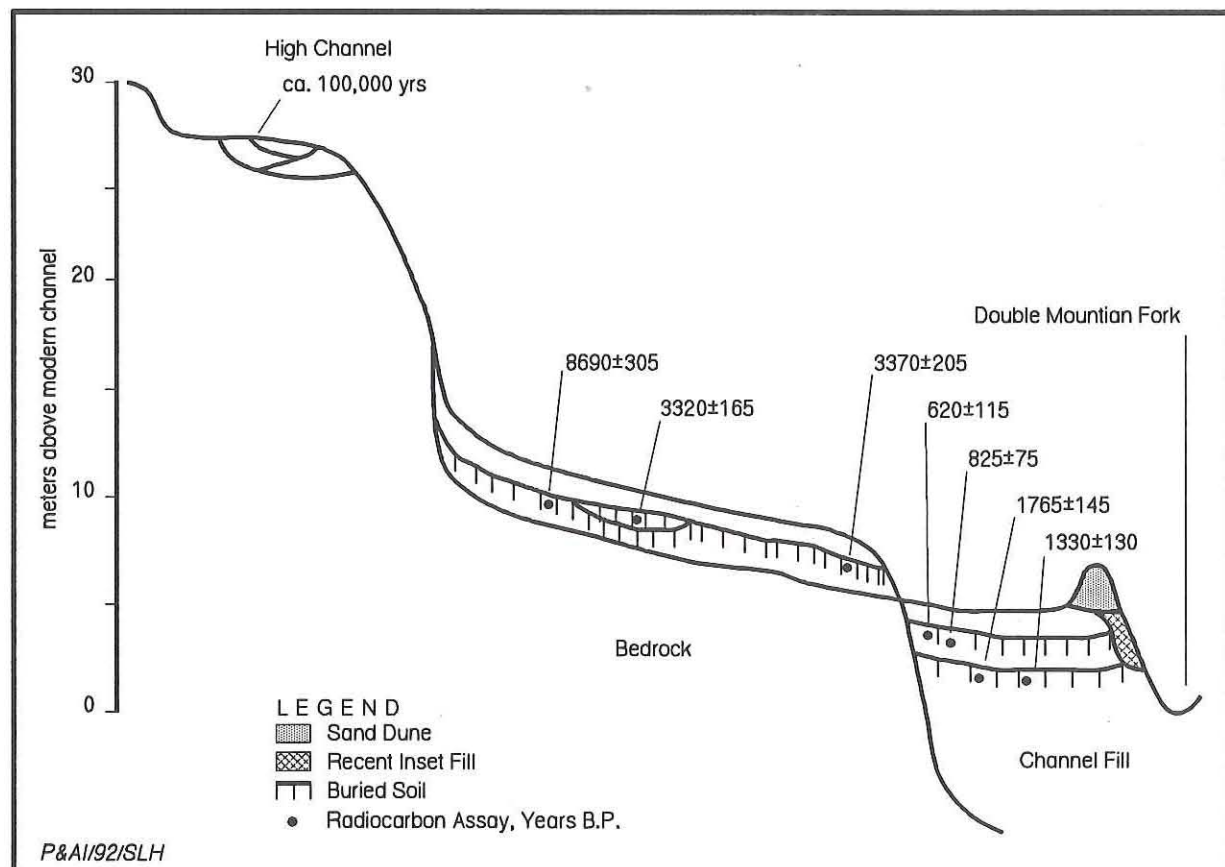 High Channel
ca. 100,000 yrs
30
20
10
0
meters above modern channel
Double Mountian Fork
8690±305
3320±165
3370±205
620±115
825±75
1765±145
1330±130
Bedrock
Channel Fill
LEGEND
Sand Dune
Recent Inset Fill
Buried Soil
Radiocarbon Assay, Years B.P.
P&AI/92/SLH